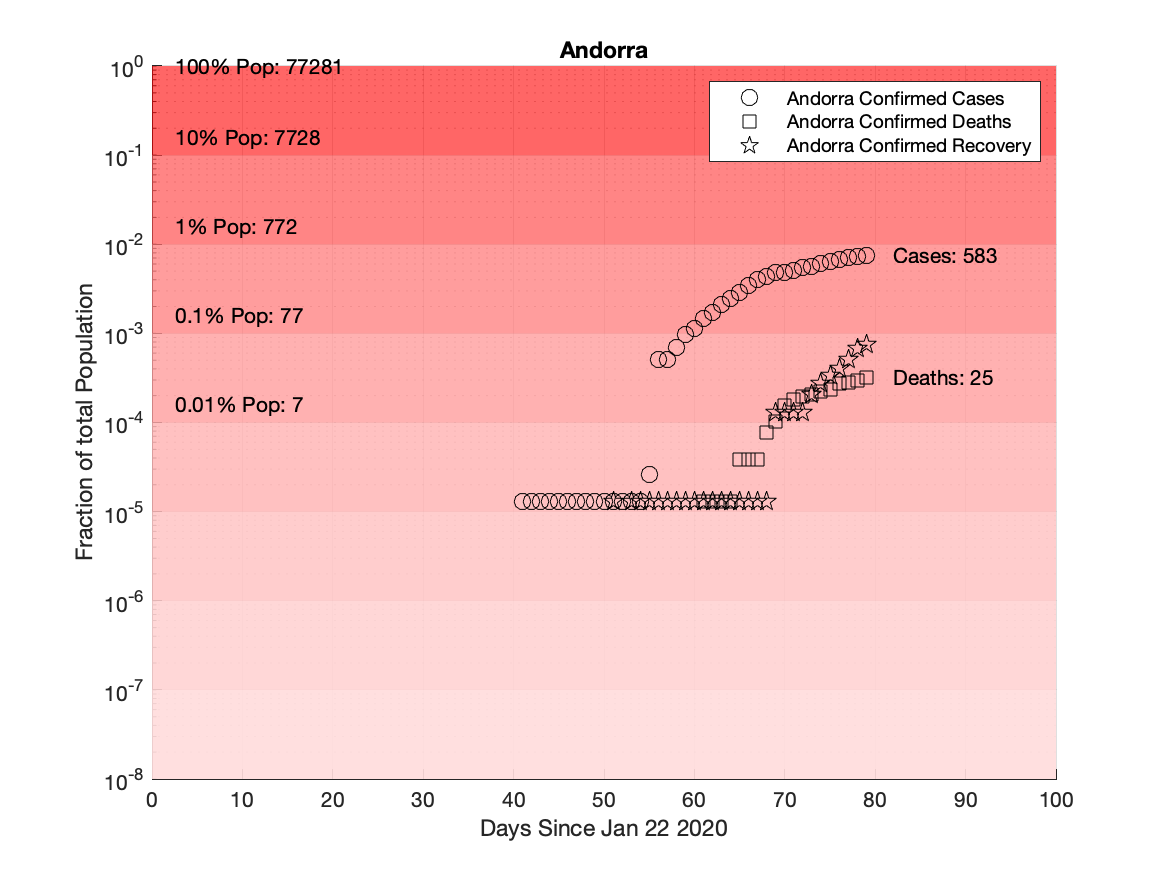 Andorra
10^0
10^-1
10^-2
10^-3
10^-4
10^-5
10^-6
10^-7
10^-8
Fraction of total Population
100% Pop: 77281
10% Pop: 7728
1% Pop: 772
0.1% Pop: 77
0.01% Pop: 7
Andorra Confirmed Cases
Andorra Confirmed Deaths
Andorra Confirmed Recovery
Cases: 583
Deaths: 25
0 10 20 30 40 50 60 70 80 90 100
Days Since Jan 22 2020